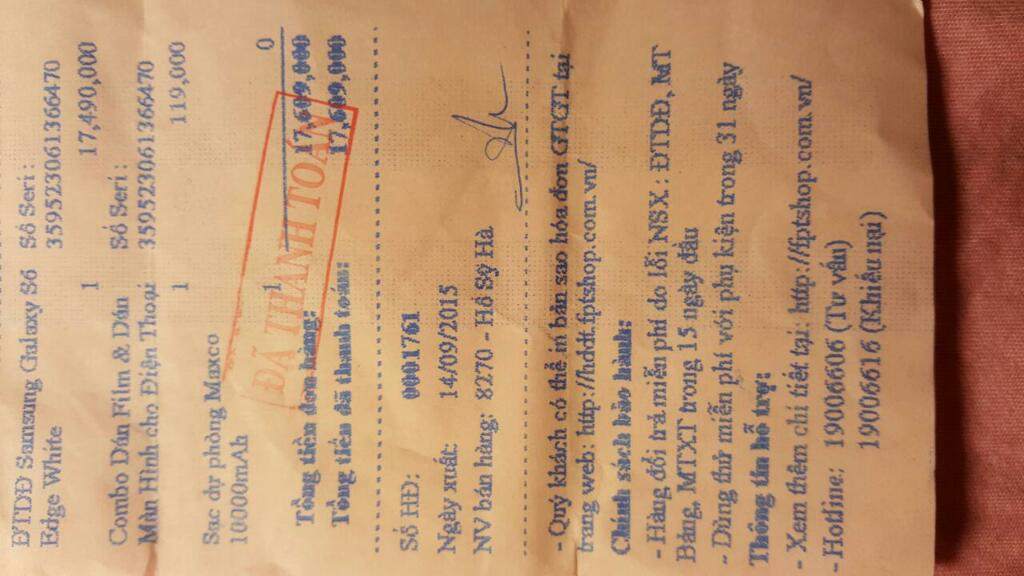 ĐTDĐ Samsung Galaxy S6 Số Seri :
Edge White 359523061366470
1 17,490,000
Combo Dán Film & Dán Số Seri :
Màn Hình cho Điện Thoại 359523061366470
1 119,000
Sạc dự phòng Maxco
10000mAh
1 0
Tổng tiền đơn hàng: 17,609,000
Tổng tiền đã thanh toán: 17,609,000
ĐÃ THANH TOÁN
Số HĐ: 0001761
Ngày xuất: 14/09/2015
NV bán hàng: 8270 - Hồ Sỹ Hà
- Quý khách có thể in bản sao hóa đơn GTGT tại
trang web: http://hddt.fptshop.com.vn/
Chính sách bảo hành:
- Hàng đổi trả miễn phí do lỗi NSX : ĐTDĐ, MT
Bảng, MTXT trong 15 ngày đầu
- Dùng thử miễn phí với phụ kiện trong 31 ngày
Thông tin hỗ trợ:
- Xem thêm chi tiết tại: http://fptshop.com.vn/
- Hotline: 19006606 (Tư vấn)
19006616 (Khiếu nại)